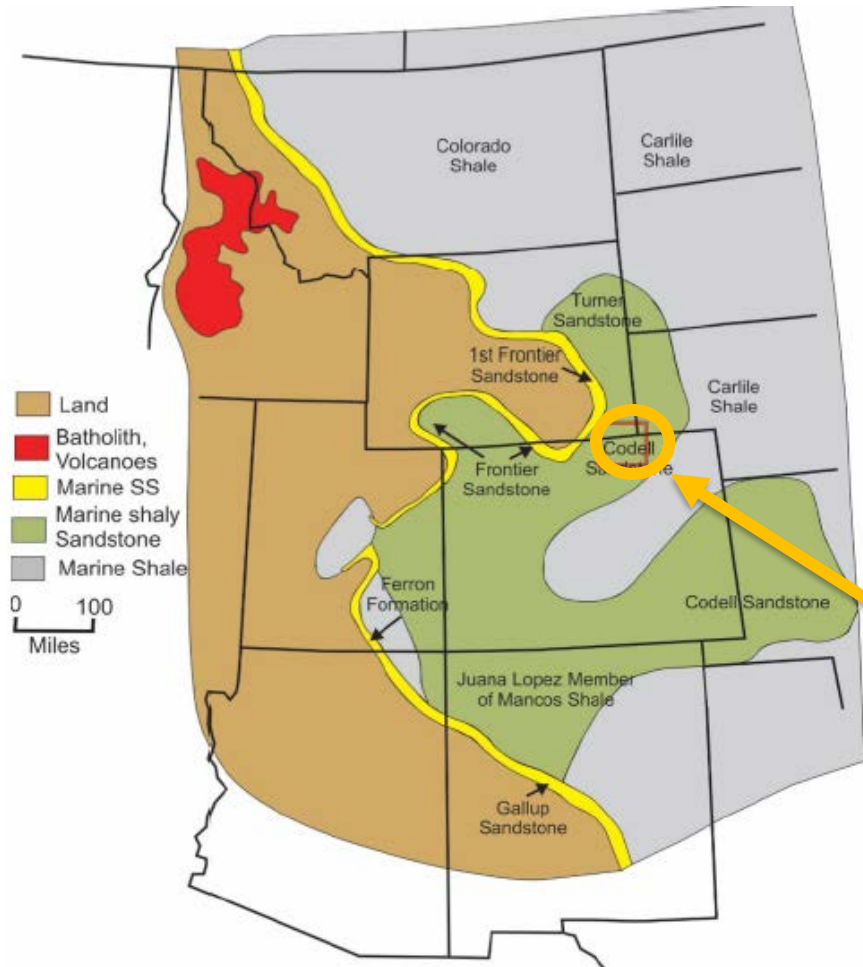 Colorado
Shale
Carlile
Shale
Turner
Sandstone
1st Frontier
Sandstone
Carlile
Shale
Land
Batholith,
Volcanoes
Marine SS
Marine shaly
Sandstone
Marine Shale
0 100
Miles
Frontier
Sandstone
Codell
Sandstone
Ferron
Formation
Codell Sandstone
Juana Lopez Member
of Mancos Shale
Gallup
Sandstone